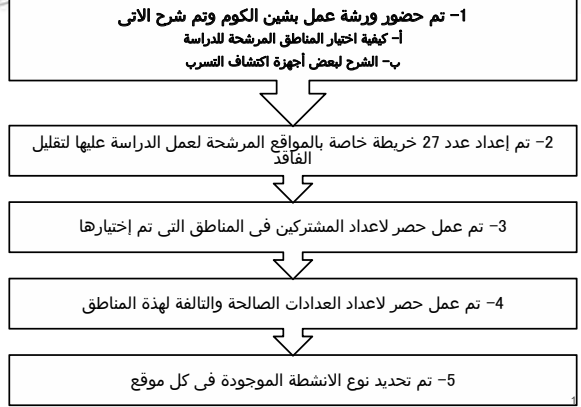 1– تم حضور ورشة عمل بشين الكوم وتم شرح الاتى
أ– كيفية اختيار المناطق المرشحة للدراسة
ب– الشرح لبعض أجهزة اكتشاف التسرب
2– تم إعداد عدد 27 خريطة خاصة بالمواقع المرشحة لعمل الدراسة عليها لتقليل
الفاقد
3– تم عمل حصر لاعداد المشتركين فى المناطق التى تم إختيارها
4– تم عمل حصر لاعداد العدادات الصالحة والتالفة لهذة المناطق
5– تم تحديد نوع الانشطة الموجودة فى كل موقع
1